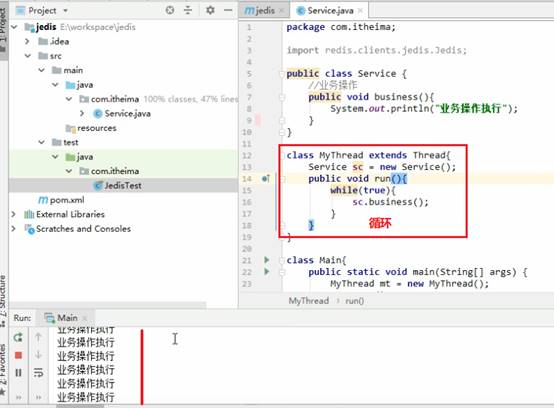 1: Project
Project
jedis
Service.java
jedis E:\workspace\jedis
.idea
src
main
java
com.itheima 100% classes, 47% lines
Service.java
resources
test
java
com.itheima
JedisTest
pom.xml
External Libraries
Scratches and Consoles
1 package com.itheima;
2
3 import redis.clients.jedis.Jedis;
4
5 public class Service {
6 //业务操作
7 public void business(){
8 System.out.println("业务操作执行");
9 }
10 }
11
12 class MyThread extends Thread{
13 Service sc = new Service();
14 public void run(){
15 while(true){
16 sc.business();
17 }
循环
18 }
19 }
20
21 class Main{
22 public static void main(String[] args) {
23 MyThread mt = new MyThread();
MyThread › run()
7: Structure
2: Favorites
Run: Main
业务操作执行
业务操作执行
业务操作执行
业务操作执行
业务操作执行
业务操作执行